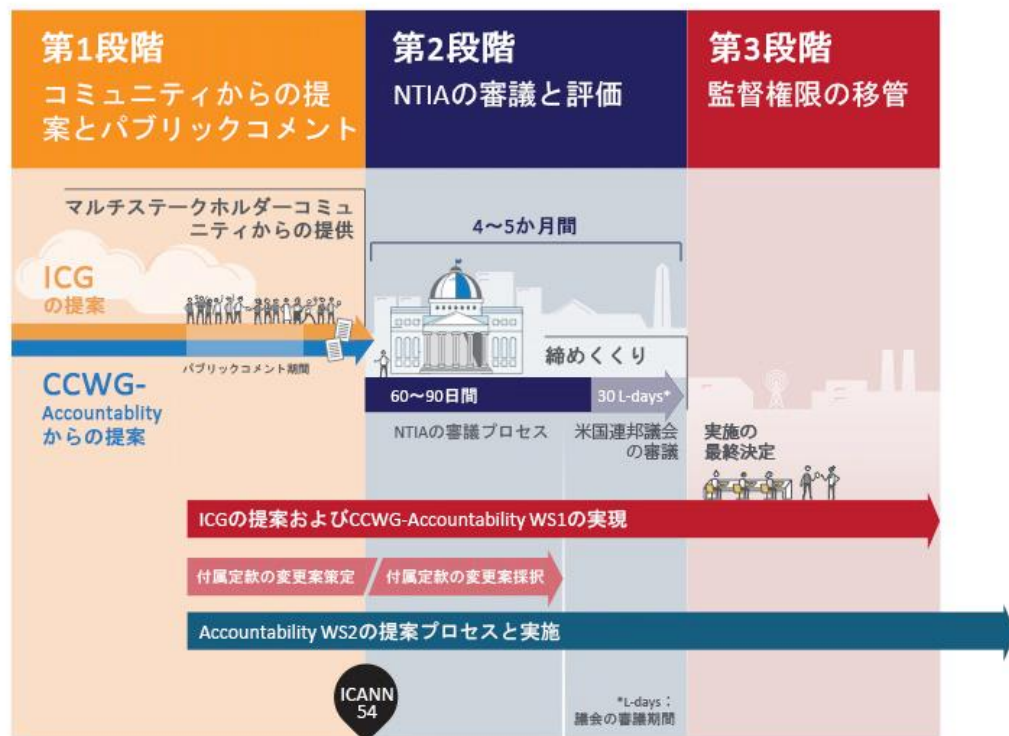 第1段階
コミュニティからの提
案とパブリックコメント
第2段階
NTIAの審議と評価
第3段階
監督権限の移管
マルチステークホルダーコミュ
ニティからの提供
4〜5か月間
ICG
の提案
パブリックコメント期間
CCWG-
Accountablity
からの提案
締めくくり
60〜90日間
30 L-days*
NTIAの審議プロセス
米国連邦議会
の審議
実施の
最終決定
ICGの提案およびCCWG-Accountability WS1の実現
付属定款の変更案策定
付属定款の変更案採択
Accountability WS2の提案プロセスと実施
ICANN
54
*L-days：
議会の審議期間